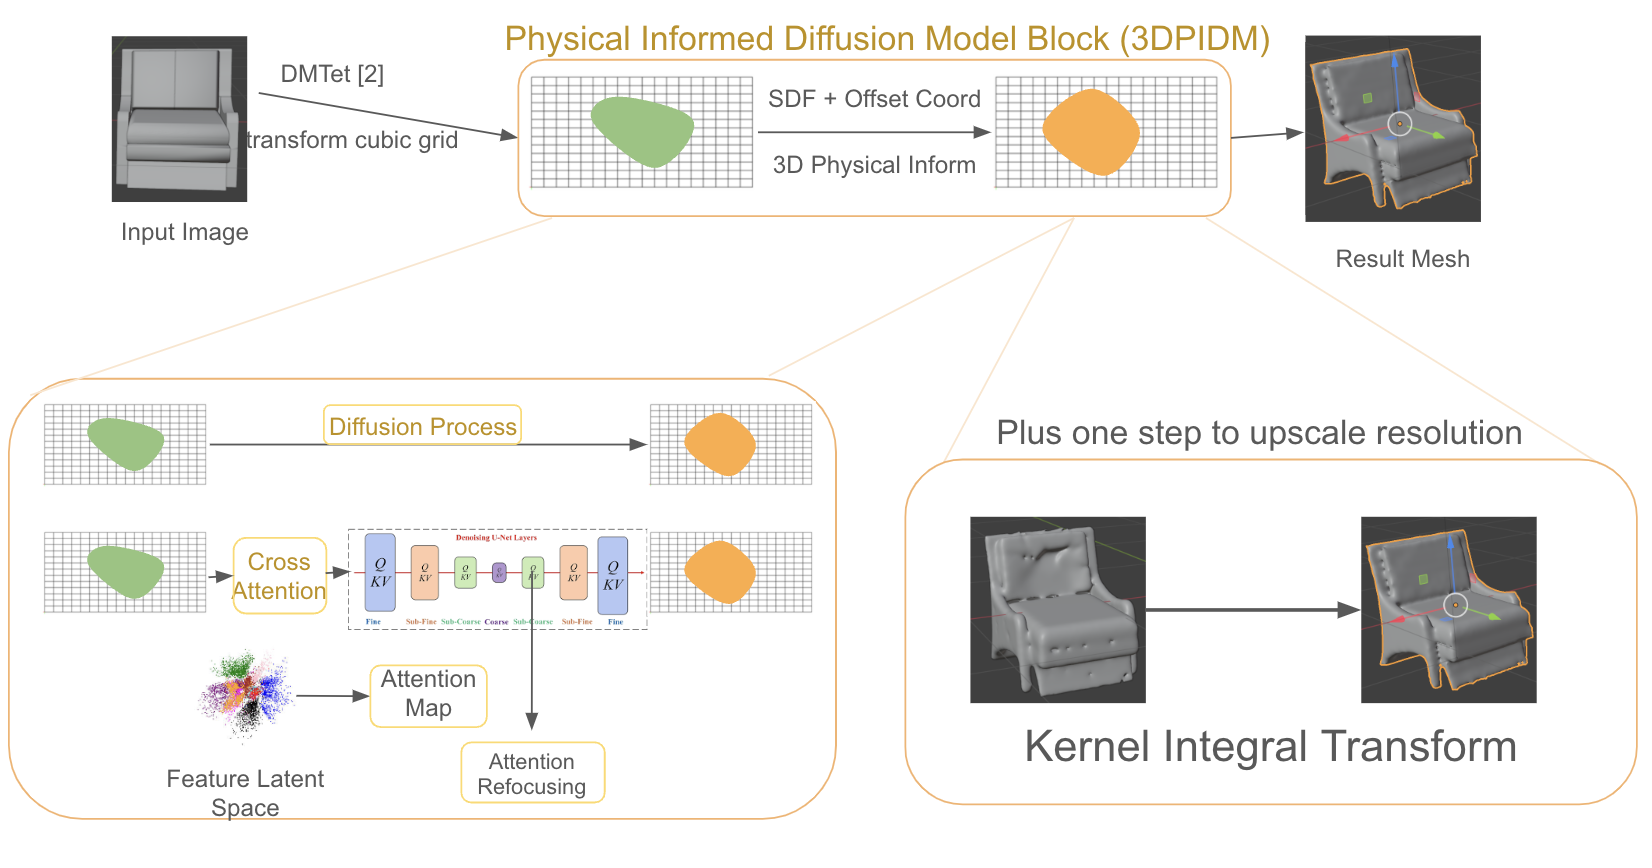 Physical Informed Diffusion Model Block (3DPIDM)
DMTet [2]
transform cubic grid
Input Image
SDF + Offset Coord
3D Physical Inform
Result Mesh
Diffusion Process
Cross
Attention
Denoising U-Net Layers
Q
KV
Q
KV
Q
KV
Q
KV
Q
KV
Q
KV
Q
KV
Fine
Sub-Fine
Sub-Coarse
Coarse
Sub-Coarse
Sub-Fine
Fine
Attention
Map
Attention
Refocusing
Feature Latent
Space
Plus one step to upscale resolution
Kernel Integral Transform